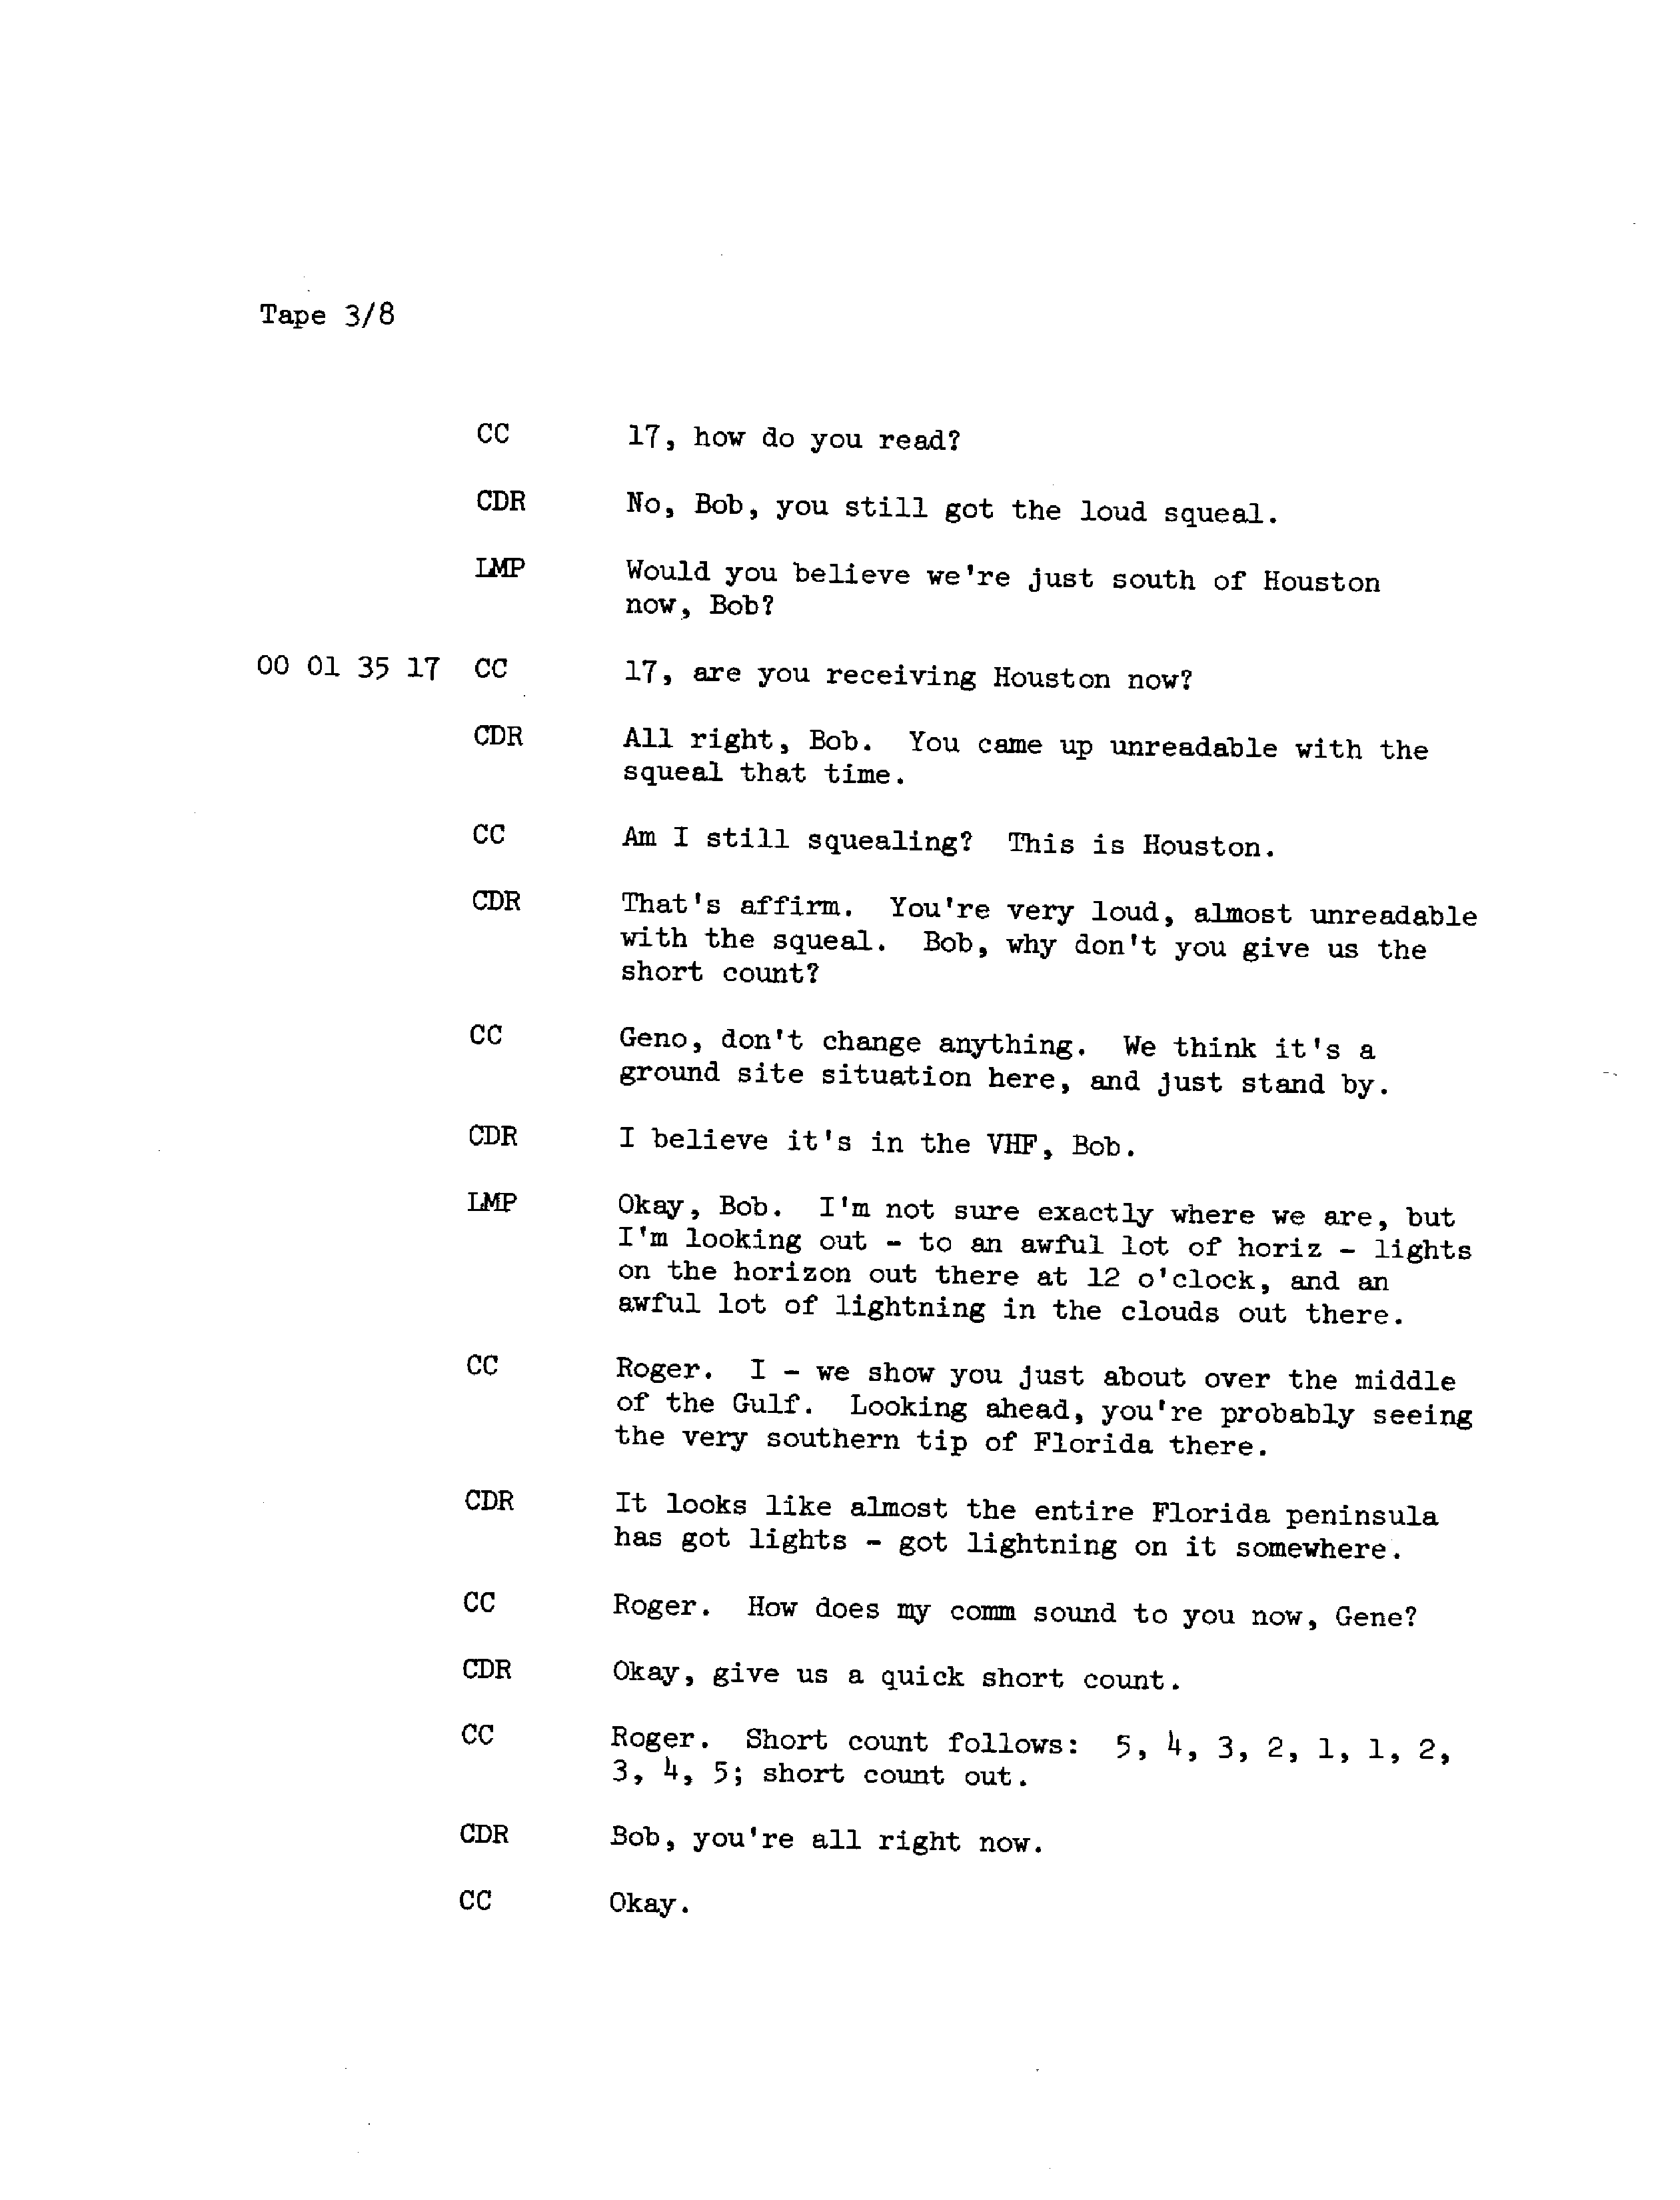 Tape 3/8
CC 17, how do you read?
CDR No, Bob, you still got the loud squeal.
LMP Would you believe we're just south of Houston
now, Bob?
00 01 35 17 CC 17, are you receiving Houston now?
CDR All right, Bob. You came up unreadable with the
squeal that time.
CC Am I still squealing? This is Houston.
CDR That's affirm. You're very loud, almost unreadable
with the squeal. Bob, why don't you give us the
short count?
CC Geno, don't change anything. We think it's a
ground site situation here, and just stand by.
CDR I believe it's in the VHF, Bob.
LMP Okay, Bob. I'm not sure exactly where we are, but
I'm looking out - to an awful lot of horiz - lights
on the horizon out there at 12 o'clock, and an
awful lot of lightning in the clouds out there.
CC Roger. I - we show you just about over the middle
of the Gulf. Looking ahead, you're probably seeing
the very southern tip of Florida there.
CDR It looks like almost the entire Florida peninsula
has got lights - got lightning on it somewhere.
CC Roger. How does my comm sound to you now, Gene?
CDR Okay, give us a quick short count.
CC Roger. Short count follows: 5, 4, 3, 2, 1, 1, 2,
3, 4, 5; short count out.
CDR Bob, you're all right now.
CC Okay.